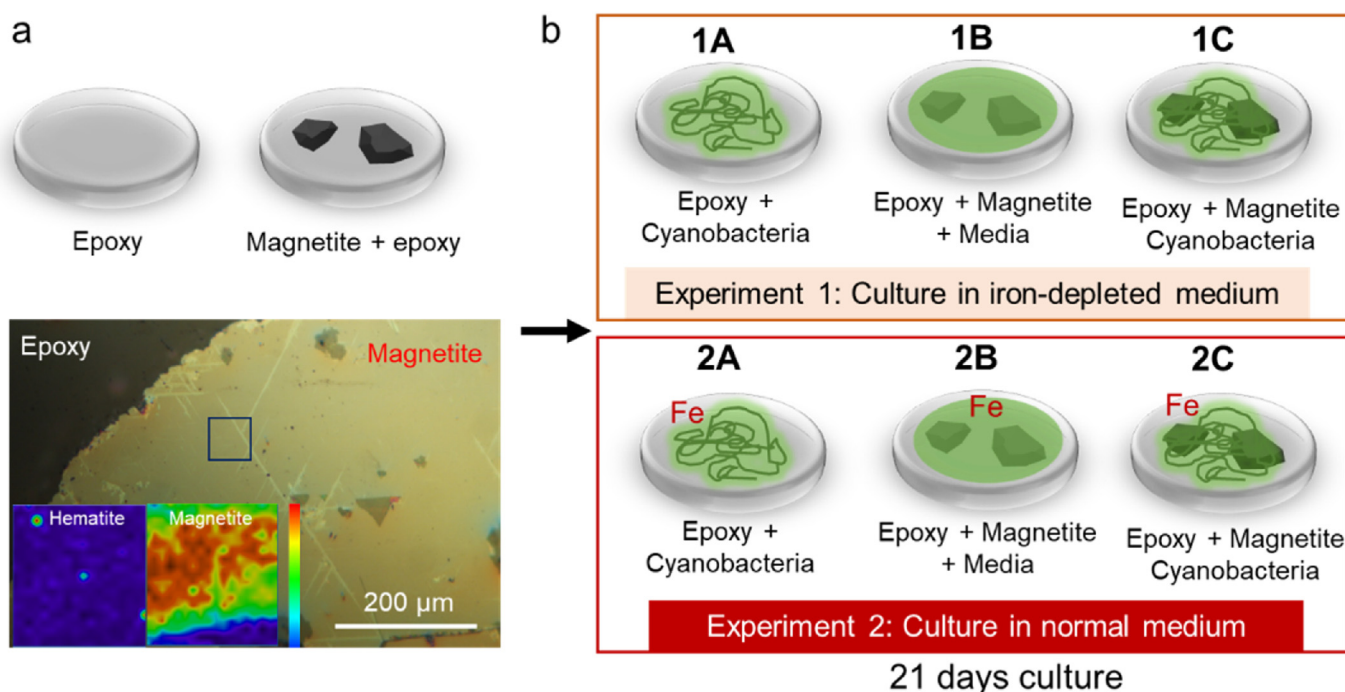 a
Epoxy
Magnetite + epoxy
Epoxy
Magnetite
Hematite
Magnetite
200 µm
b
1A
1B
1C
Epoxy +
Cyanobacteria
Epoxy + Magnetite
+ Media
Epoxy + Magnetite
Cyanobacteria
Experiment 1: Culture in iron-depleted medium
2A
2B
2C
Fe
Fe
Fe
Epoxy +
Cyanobacteria
Epoxy + Magnetite
+ Media
Epoxy + Magnetite
Cyanobacteria
Experiment 2: Culture in normal medium
21 days culture